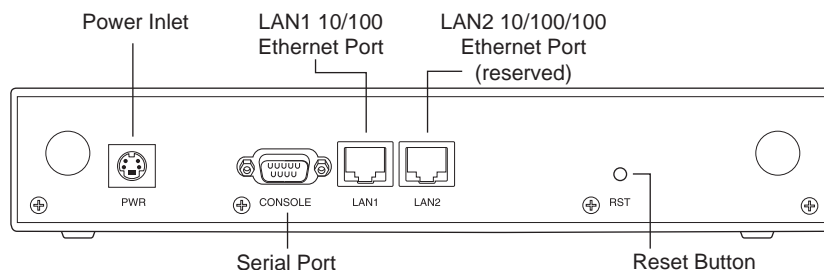 Power Inlet
LAN1 10/100
Ethernet Port
LAN2 10/100/100
Ethernet Port
(reserved)
PWR
CONSOLE
LAN1
LAN2
RST
Serial Port
Reset Button